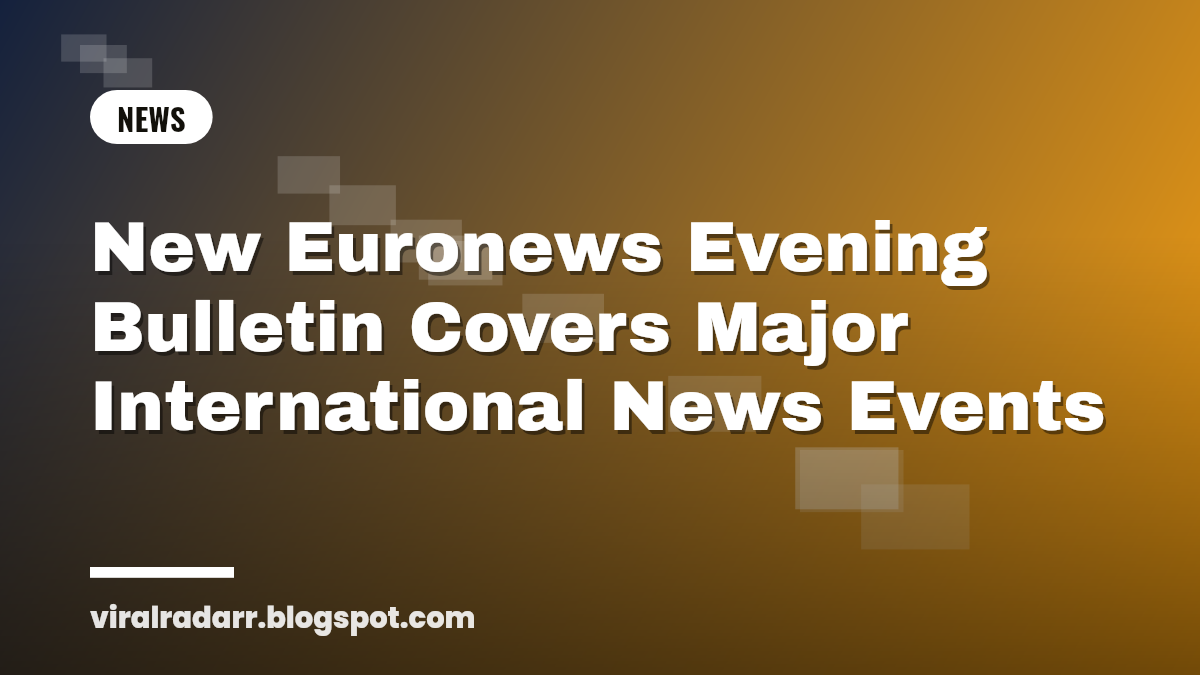 NEWS
New Euronews Evening
Bulletin Covers Major
International News Events
viralradarr.blogspot.com